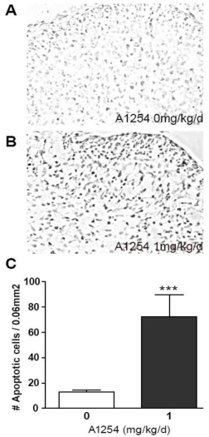 A
A1254 0mg/kg/d
B
A1254 1mg/kg/d
C
# Apoptotic cells / 0.06mm2
100
80
60
40
20
0
***
0
1
A1254 (mg/kg/d)